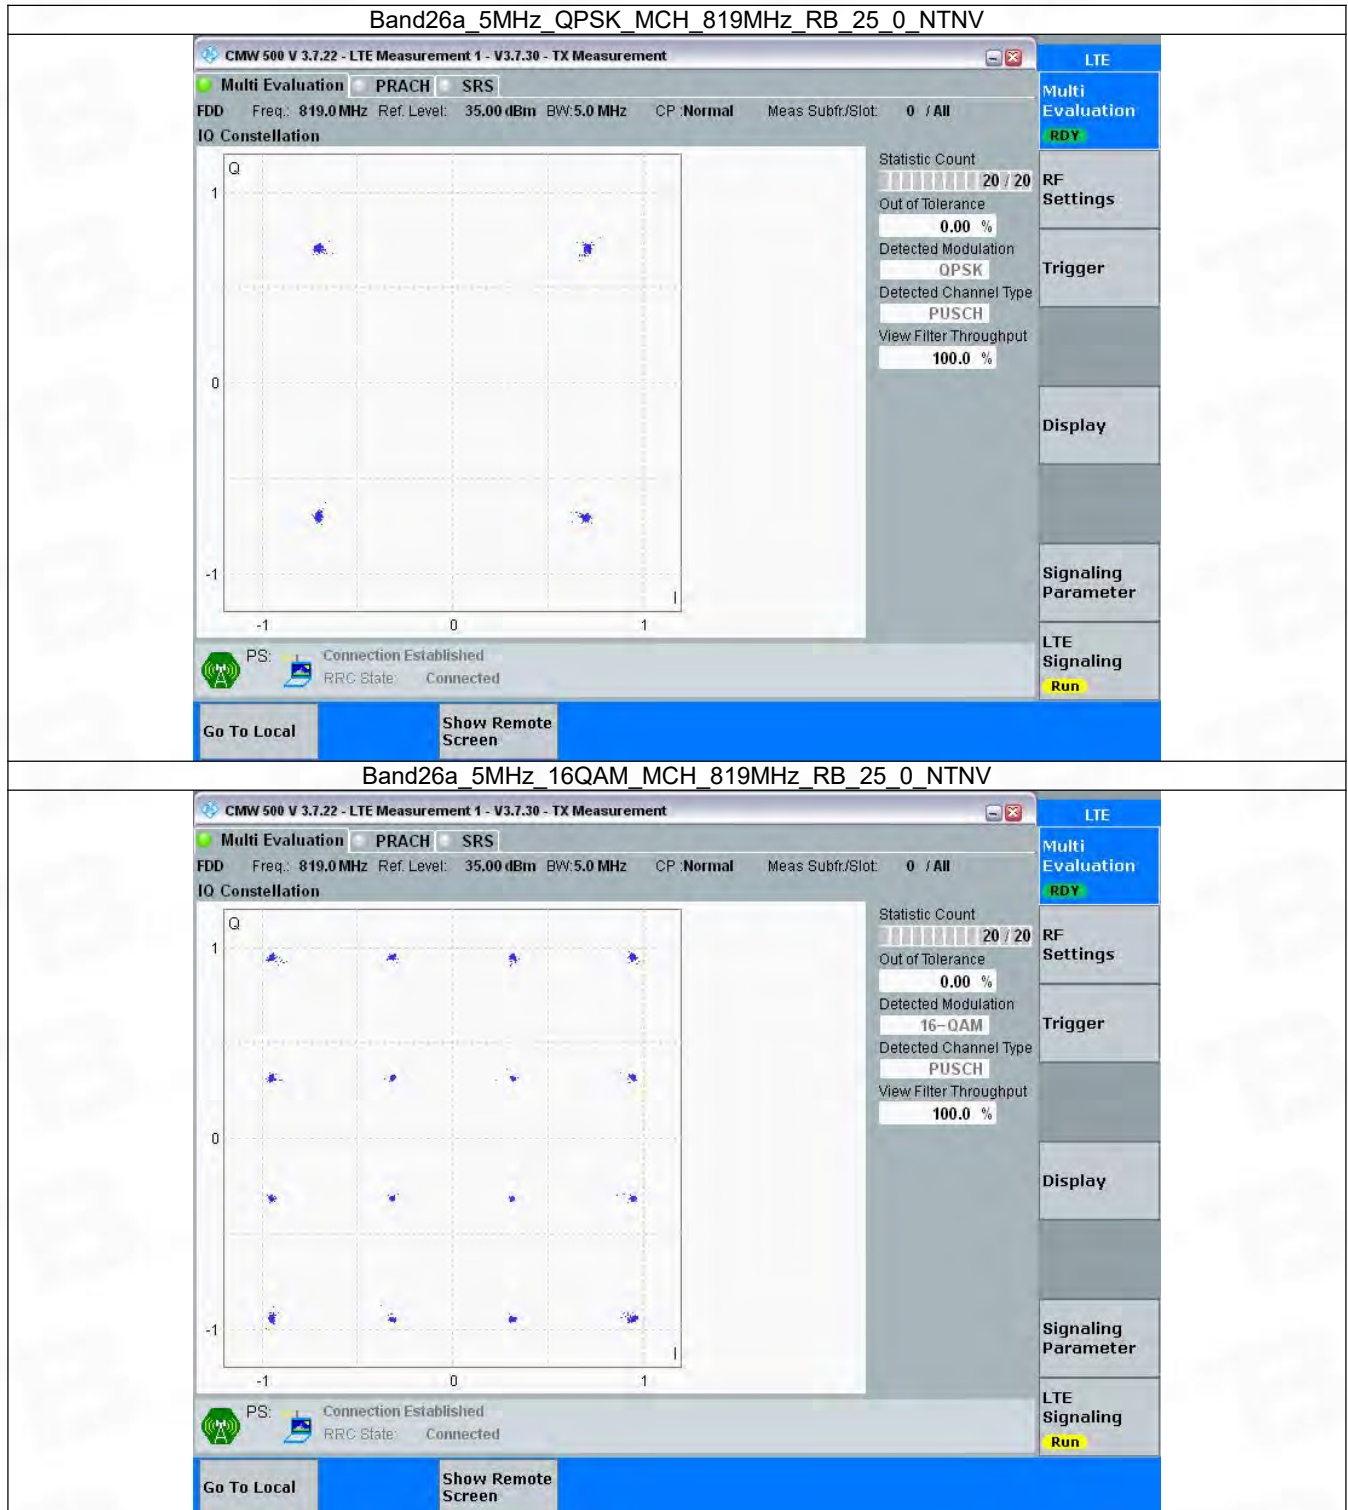 Band26a_5MHz_QPSK_MCH_819MHz_RB_25_0_NTNV
CMW 500 V 3.7.22 - LTE Measurement 1 - V3.7.30 - TX Measurement
LTE
Multi Evaluation PRACH SRS
Multi
Evaluation
RDY
FDD Freq.: 819.0 MHz Ref. Level: 35.00 dBm BW: 5.0 MHz CP :Normal Meas Subfr./Slot: 0 / All
IQ Constellation
Q
1
0
-1
I
-1 0 1
Statistic Count
20 / 20
Out of Tolerance
0.00 %
Detected Modulation
QPSK
Detected Channel Type
PUSCH
View Filter Throughput
100.0 %
RF
Settings
Trigger
Display
Signaling
Parameter
LTE
Signaling
Run
PS: Connection Established
RRC State: Connected
Go To Local
Show Remote
Screen
Band26a_5MHz_16QAM_MCH_819MHz_RB_25_0_NTNV
CMW 500 V 3.7.22 - LTE Measurement 1 - V3.7.30 - TX Measurement
LTE
Multi Evaluation PRACH SRS
Multi
Evaluation
RDY
FDD Freq.: 819.0 MHz Ref. Level: 35.00 dBm BW: 5.0 MHz CP :Normal Meas Subfr./Slot: 0 / All
IQ Constellation
Q
1
0
-1
I
-1 0 1
Statistic Count
20 / 20
Out of Tolerance
0.00 %
Detected Modulation
16-QAM
Detected Channel Type
PUSCH
View Filter Throughput
100.0 %
RF
Settings
Trigger
Display
Signaling
Parameter
LTE
Signaling
Run
PS: Connection Established
RRC State: Connected
Go To Local
Show Remote
Screen